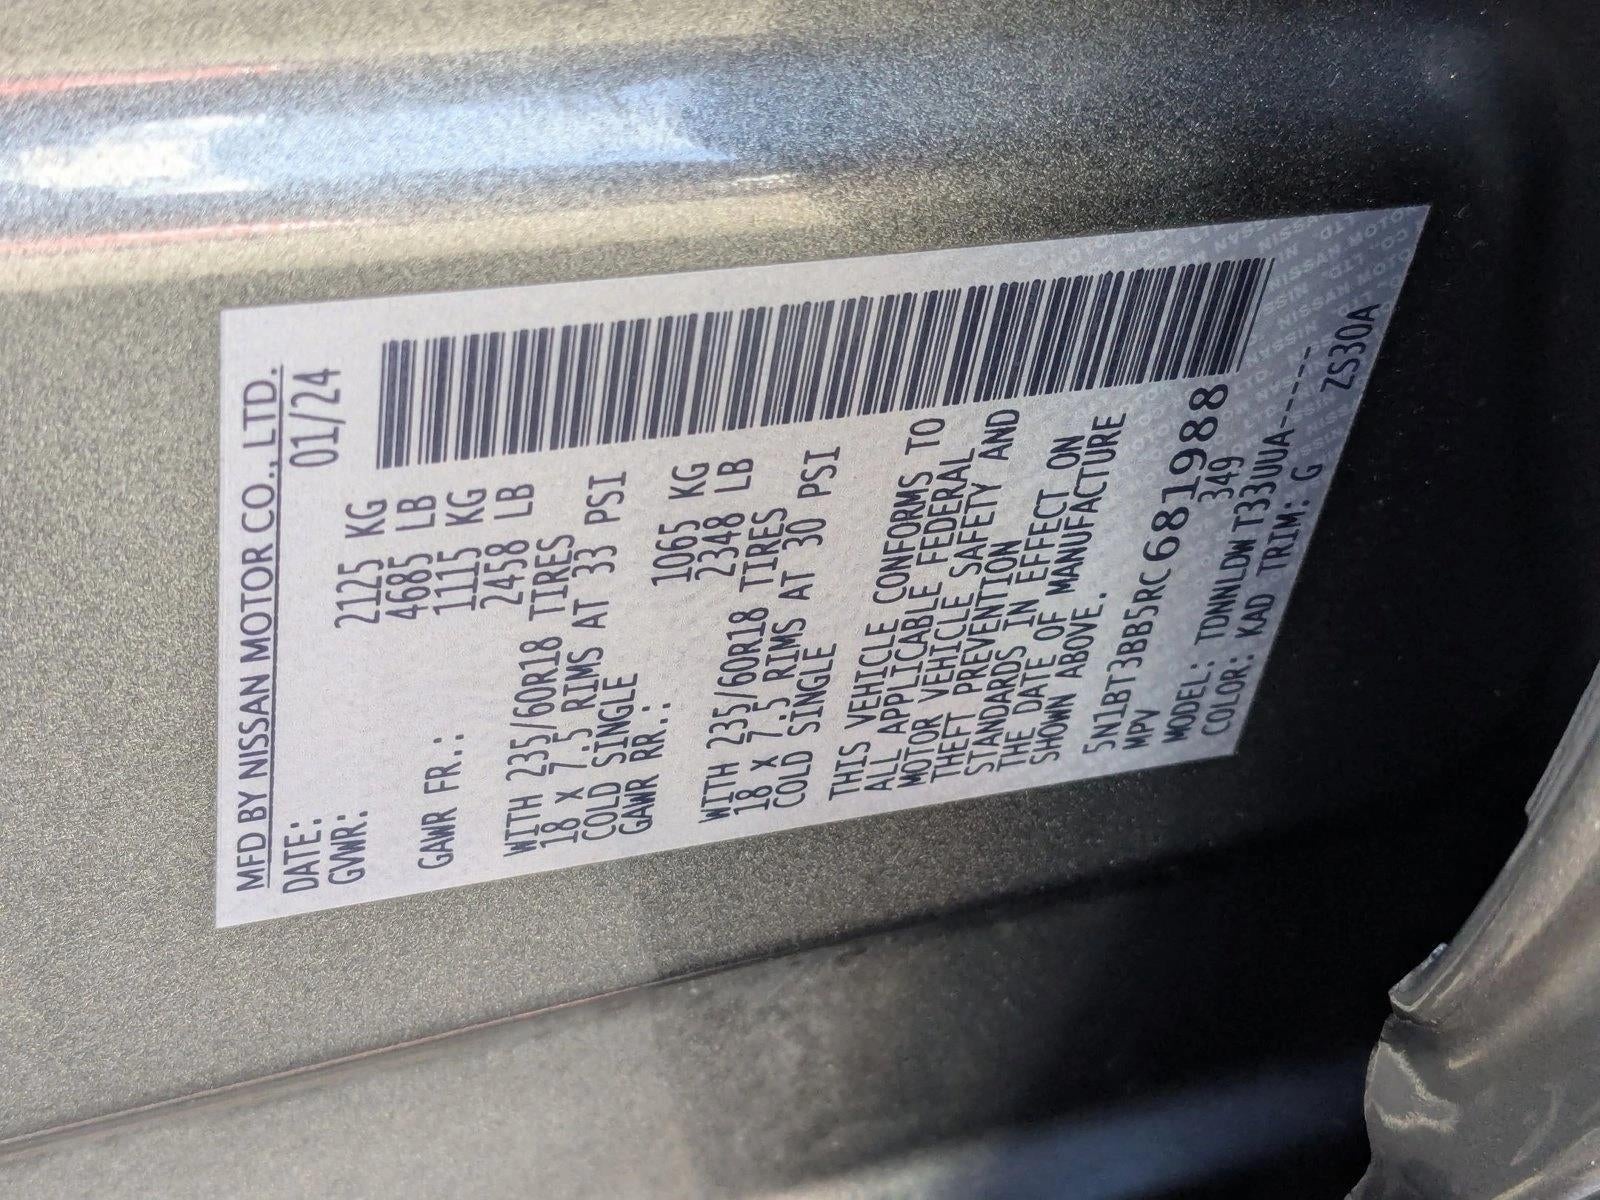 MFD BY NISSAN MOTOR CO., LTD.
DATE: 01/24
GVWR: 2125 KG
4685 LB
GAWR FR.: 1115 KG
2458 LB
WITH 235/60R18 TIRES
18 X 7.5 RIMS AT 33 PSI
COLD SINGLE
GAWR RR.: 1065 KG
2348 LB
WITH 235/60R18 TIRES
18 X 7.5 RIMS AT 30 PSI
COLD SINGLE
THIS VEHICLE CONFORMS TO
ALL APPLICABLE FEDERAL
MOTOR VEHICLE SAFETY AND
THEFT PREVENTION
STANDARDS IN EFFECT ON
THE DATE OF MANUFACTURE
SHOWN ABOVE.
5N1BT3BB5RC681988
MPV 349
MODEL: TDNNLDW T33UUA-----
COLOR: KAD TRIM: G
ZS30A